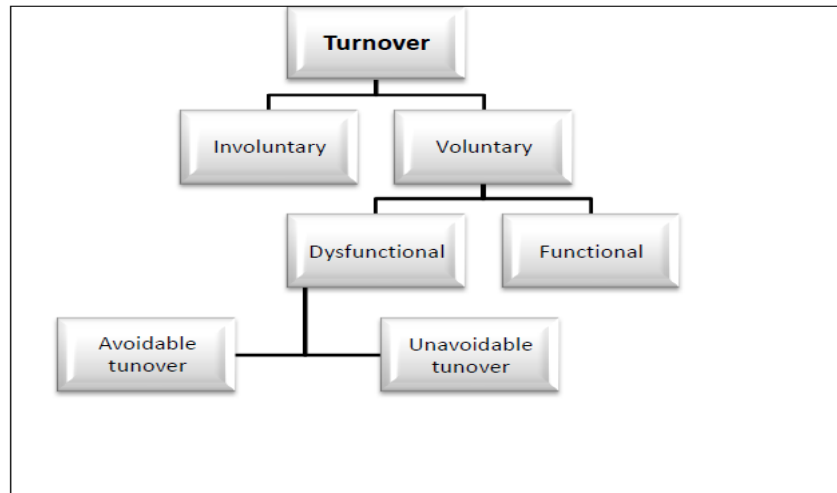 Turnover
Involuntary
Voluntary
Dysfunctional
Functional
Avoidable
tunover
Unavoidable
tunover